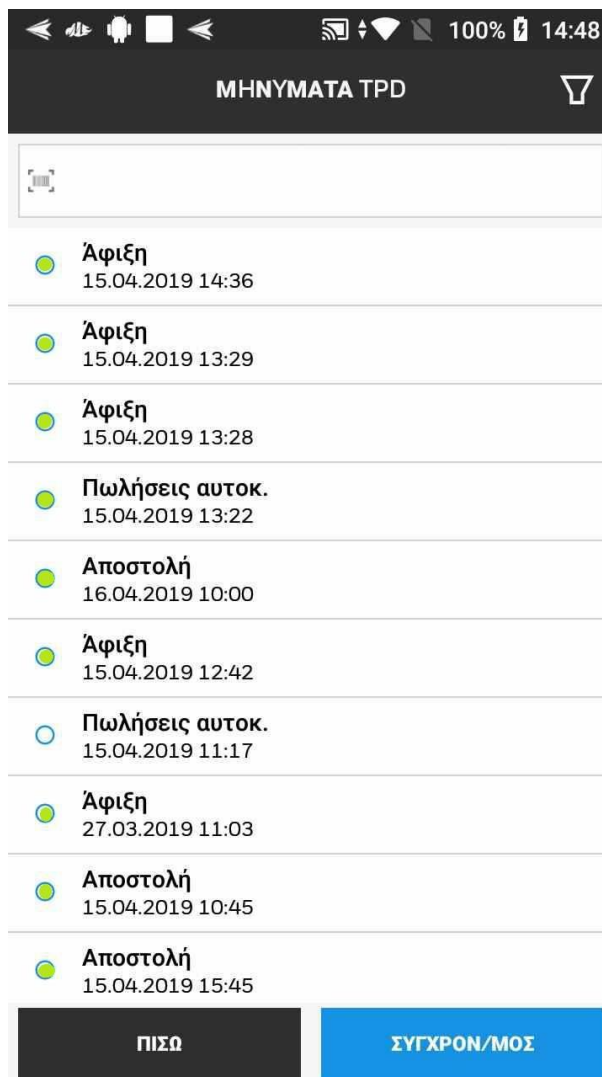 100% 14:48
ΜΗΝΥΜΑΤΑ TPD
Άφιξη
15.04.2019 14:36
Άφιξη
15.04.2019 13:29
Άφιξη
15.04.2019 13:28
Πωλήσεις αυτοκ.
15.04.2019 13:22
Αποστολή
16.04.2019 10:00
Άφιξη
15.04.2019 12:42
Πωλήσεις αυτοκ.
15.04.2019 11:17
Άφιξη
27.03.2019 11:03
Αποστολή
15.04.2019 10:45
Αποστολή
15.04.2019 15:45
ΠΙΣΩ ΣΥΓΧΡΟΝ/ΜΟΣ